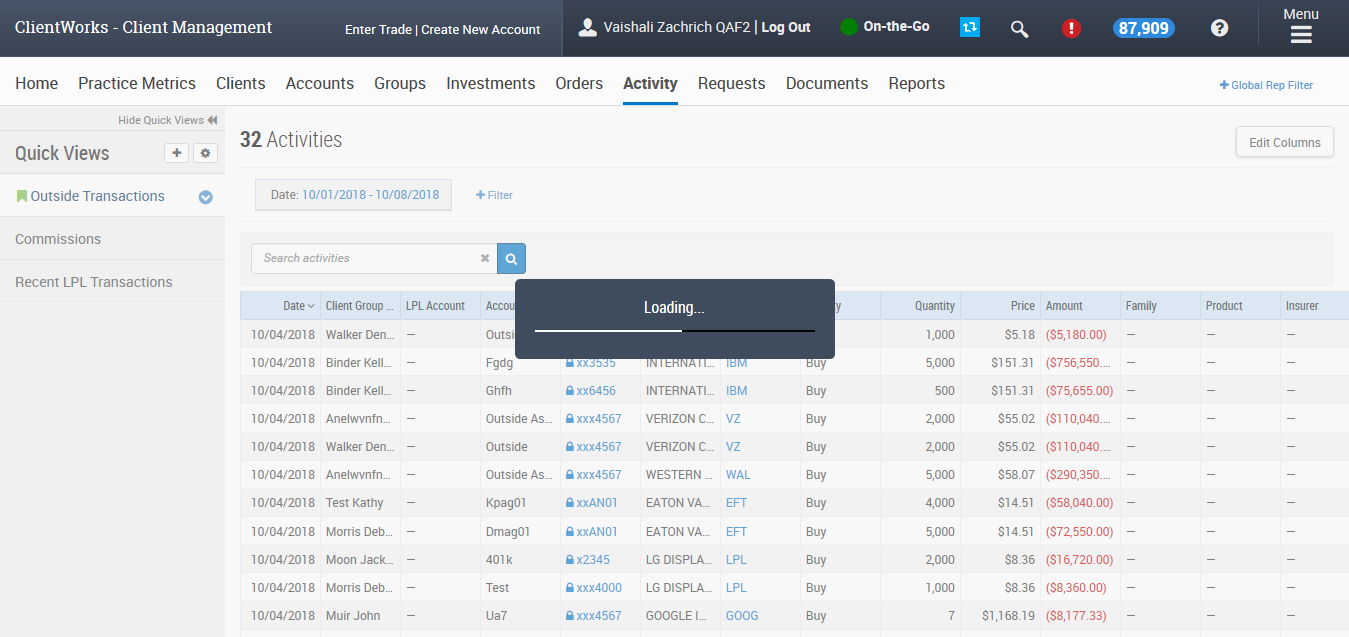 ClientWorks - Client Management Enter Trade | Create New Account Vaishali Zachrich QAF2 | Log Out On-the-Go ! 87,909 ? Menu
Home Practice Metrics Clients Accounts Groups Investments Orders Activity Requests Documents Reports + Global Rep Filter
Hide Quick Views
Quick Views +
Outside Transactions
Commissions
Recent LPL Transactions
32 Activities Edit Columns
Date: 10/01/2018 - 10/08/2018 + Filter
Search activities
Loading...
Date Client Group ... LPL Account Quantity Price Amount Family Product Insurer
10/04/2018 Walker Den... — 1,000 $5.18 ($5,180.00) — — —
10/04/2018 Binder Kell... — Fgdg xx3535 INTERNATI... IBM Buy 5,000 $151.31 ($756,550.... — — —
10/04/2018 Binder Kell... — Ghfh xx6456 INTERNATI... IBM Buy 500 $151.31 ($75,655.00) — — —
10/04/2018 Anelwvnfn... — Outside As... xxx4567 VERIZON C... VZ Buy 2,000 $55.02 ($110,040.... — — —
10/04/2018 Walker Den... — Outside xxx4567 VERIZON C... VZ Buy 2,000 $55.02 ($110,040.... — — —
10/04/2018 Anelwvnfn... — Outside As... xxx4567 WESTERN ... WAL Buy 5,000 $58.07 ($290,350.... — — —
10/04/2018 Test Kathy — Kpag01 xxAN01 EATON VA... EFT Buy 4,000 $14.51 ($58,040.00) — — —
10/04/2018 Morris Deb... — Dmag01 xxAN01 EATON VA... EFT Buy 5,000 $14.51 ($72,550.00) — — —
10/04/2018 Moon Jack... — 401k x2345 LG DISPLA... LPL Buy 2,000 $8.36 ($16,720.00) — — —
10/04/2018 Morris Deb... — Test xxx4000 LG DISPLA... LPL Buy 1,000 $8.36 ($8,360.00) — — —
10/04/2018 Muir John — Ua7 xxx4567 GOOGLE I... GOOG Buy 7 $1,168.19 ($8,177.33) — — —